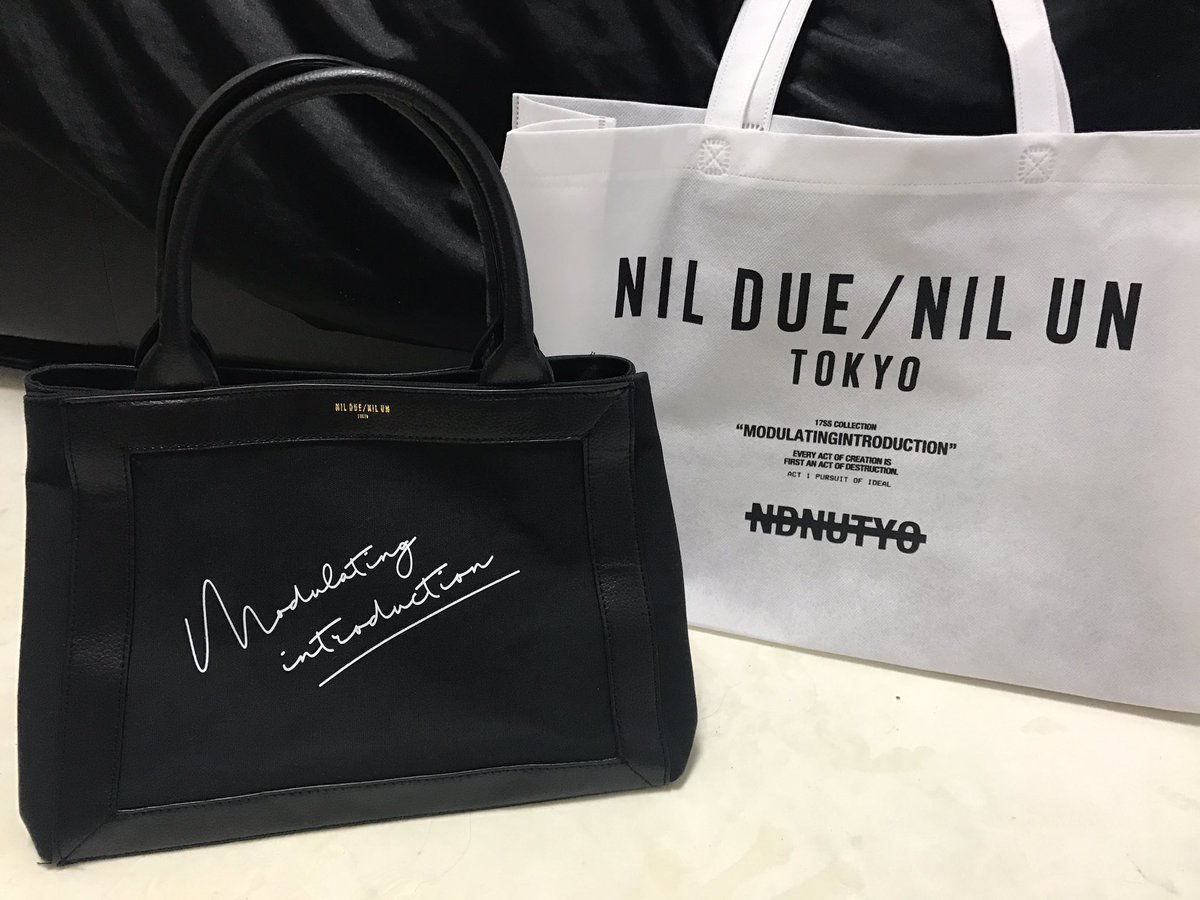 NIL DUE/NIL UN
TOKYO
Modulating
introduction
NIL DUE/NIL UN
TOKYO
17SS COLLECTION
“MODULATINGINTRODUCTION”
EVERY ACT OF CREATION IS
FIRST AN ACT OF DESTRUCTION.
ACT 1 PURSUIT OF IDEAL
NDNUTYO